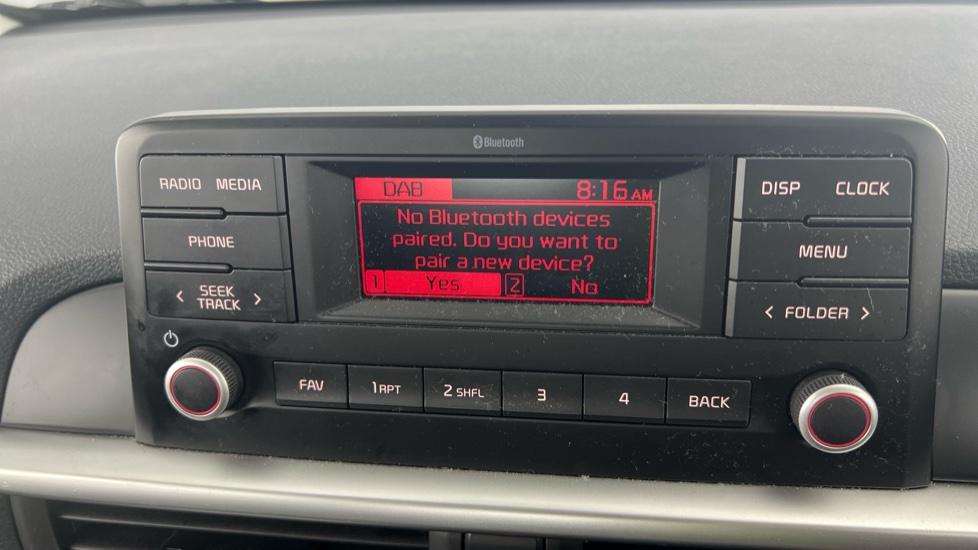 Bluetooth
RADIO MEDIA
PHONE
< SEEK TRACK >
DAB 8:16 AM
No Bluetooth devices
paired. Do you want to
pair a new device?
1 Yes 2 No
DISP CLOCK
MENU
< FOLDER >
FAV 1 RPT 2 SHFL 3 4 BACK